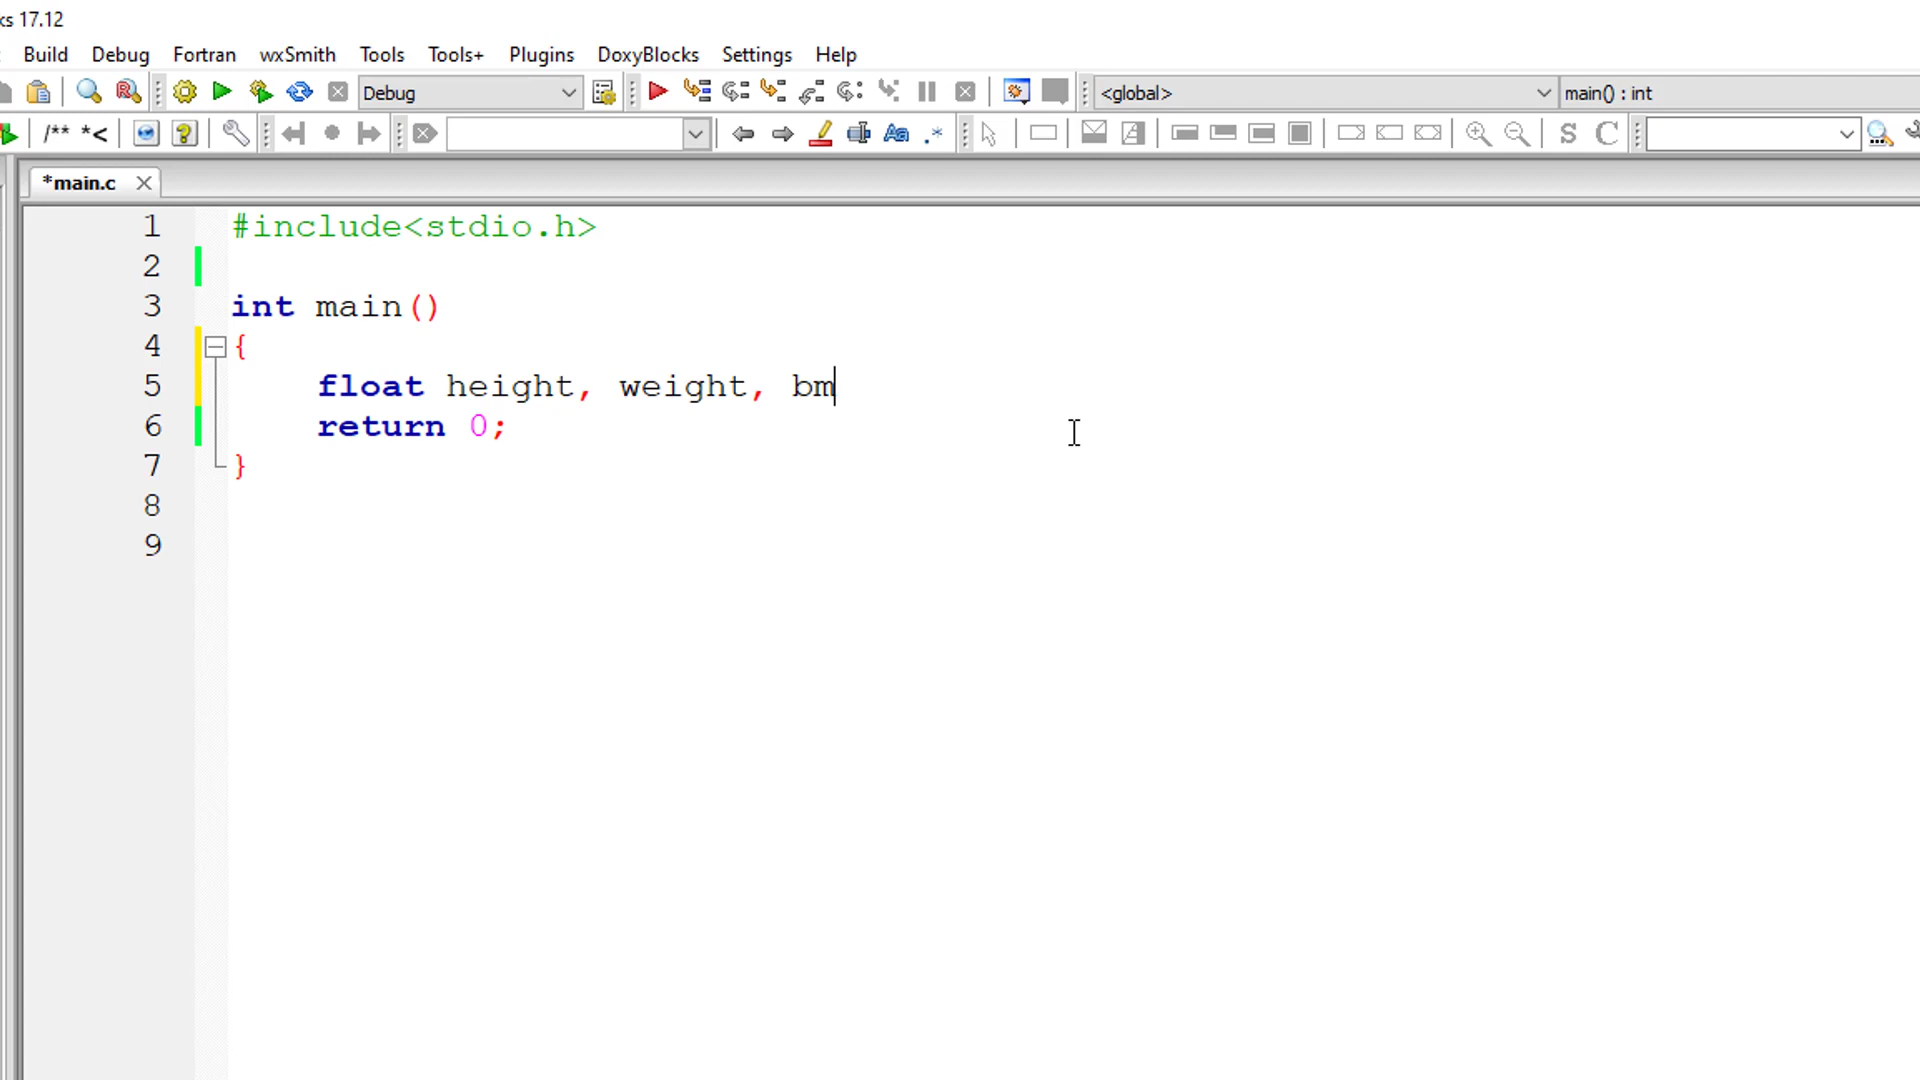 ks 17.12
Build Debug Fortran wxSmith Tools Tools+ Plugins DoxyBlocks Settings Help
Debug <global> main() : int
/** *< Aa .* S C
*main.c
1 #include<stdio.h>
2
3 int main()
4 {
5 float height, weight, bm
6 return 0;
7 }
8
9